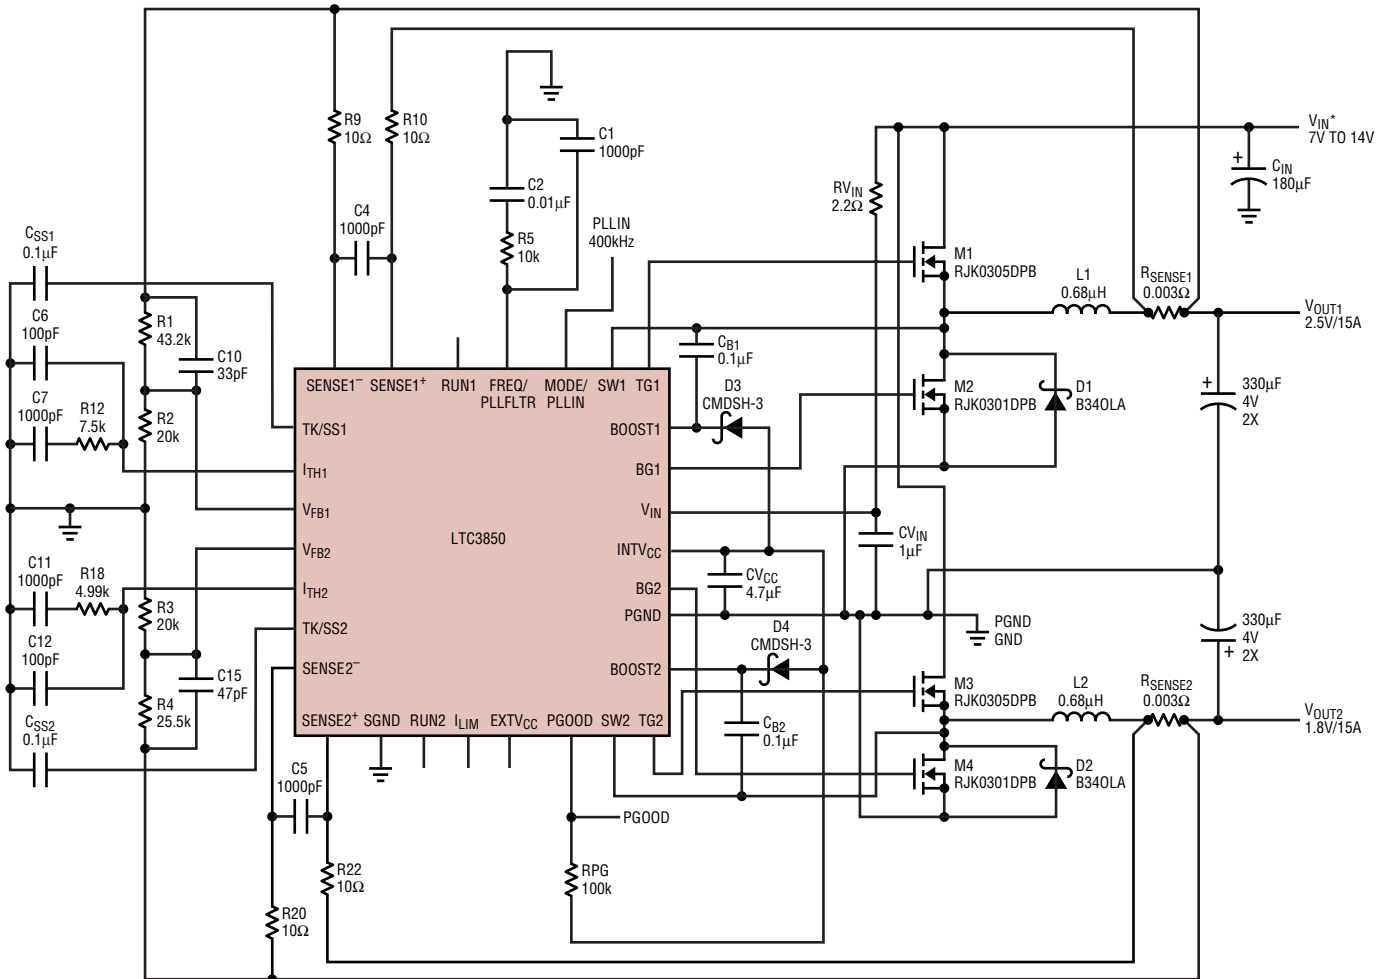 R9
10Ω
R10
10Ω
C1
1000pF
C2
0.01µF
R5
10k
C4
1000pF
PLLIN
400kHz
RVIN
2.2Ω
VIN*
7V TO 14V
CIN
180µF
+
M1
RJK0305DPB
L1
0.68µH
RSENSE1
0.003Ω
VOUT1
2.5V/15A
CSS1
0.1µF
C6
100pF
C7
1000pF
R12
7.5k
R1
43.2k
C10
33pF
R2
20k
CB1
0.1µF
D3
CMDSH-3
M2
RJK0301DPB
D1
B34OLA
+
330µF
4V
2X
SENSE1–
SENSE1+
RUN1
FREQ/
PLLFLTR
MODE/
PLLIN
SW1
TG1
TK/SS1
ITH1
VFB1
VFB2
ITH2
TK/SS2
SENSE2–
LTC3850
BOOST1
BG1
VIN
INTVCC
BG2
PGND
BOOST2
SENSE2+
SGND
RUN2
ILIM
EXTVCC
PGOOD
SW2
TG2
CVIN
1µF
CVCC
4.7µF
PGND
GND
C11
1000pF
R18
4.99k
R3
20k
C12
100pF
C15
47pF
R4
25.5k
CSS2
0.1µF
D4
CMDSH-3
CB2
0.1µF
M3
RJK0305DPB
L2
0.68µH
RSENSE2
0.003Ω
330µF
4V
2X
+
VOUT2
1.8V/15A
M4
RJK0301DPB
D2
B34OLA
C5
1000pF
R22
10Ω
R20
10Ω
PGOOD
RPG
100k